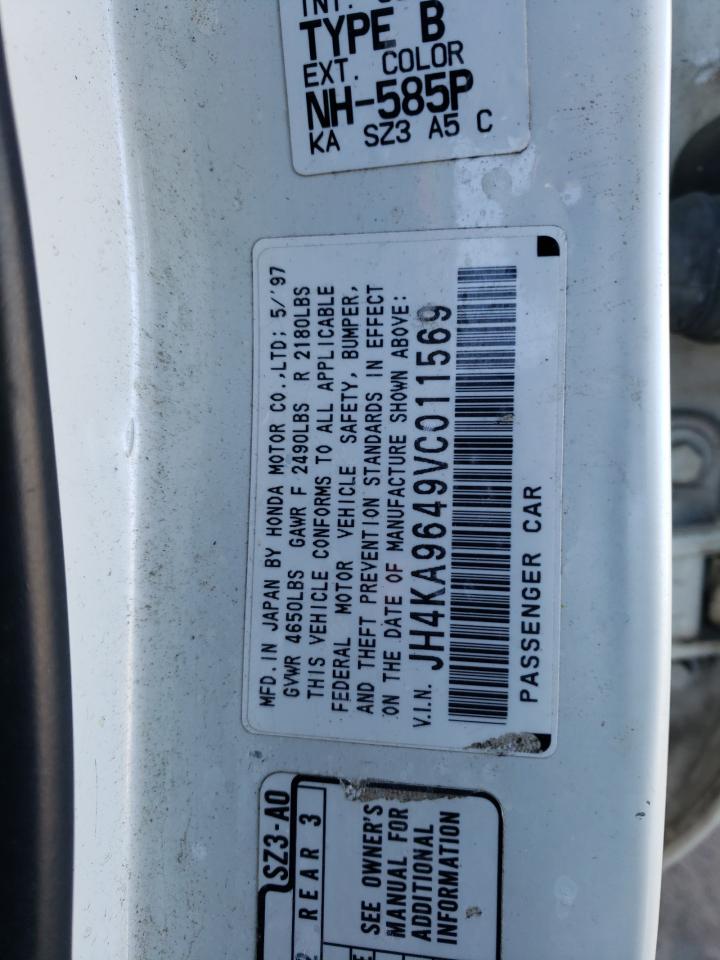 TYPE B
EXT. COLOR
NH-585P
KA SZ3 A5 C
MFD. IN JAPAN BY HONDA MOTOR CO.,LTD; 5/'97
GVWR 4650LBS GAWR F 2490LBS R 2180LBS
THIS VEHICLE CONFORMS TO ALL APPLICABLE
FEDERAL MOTOR VEHICLE SAFETY, BUMPER,
AND THEFT PREVENTION STANDARDS IN EFFECT
ON THE DATE OF MANUFACTURE SHOWN ABOVE:
V.I.N. JH4KA9649VC011569
PASSENGER CAR
SZ3-A0
2 REAR 3
SEE OWNER'S
MANUAL FOR
ADDITIONAL
INFORMATION